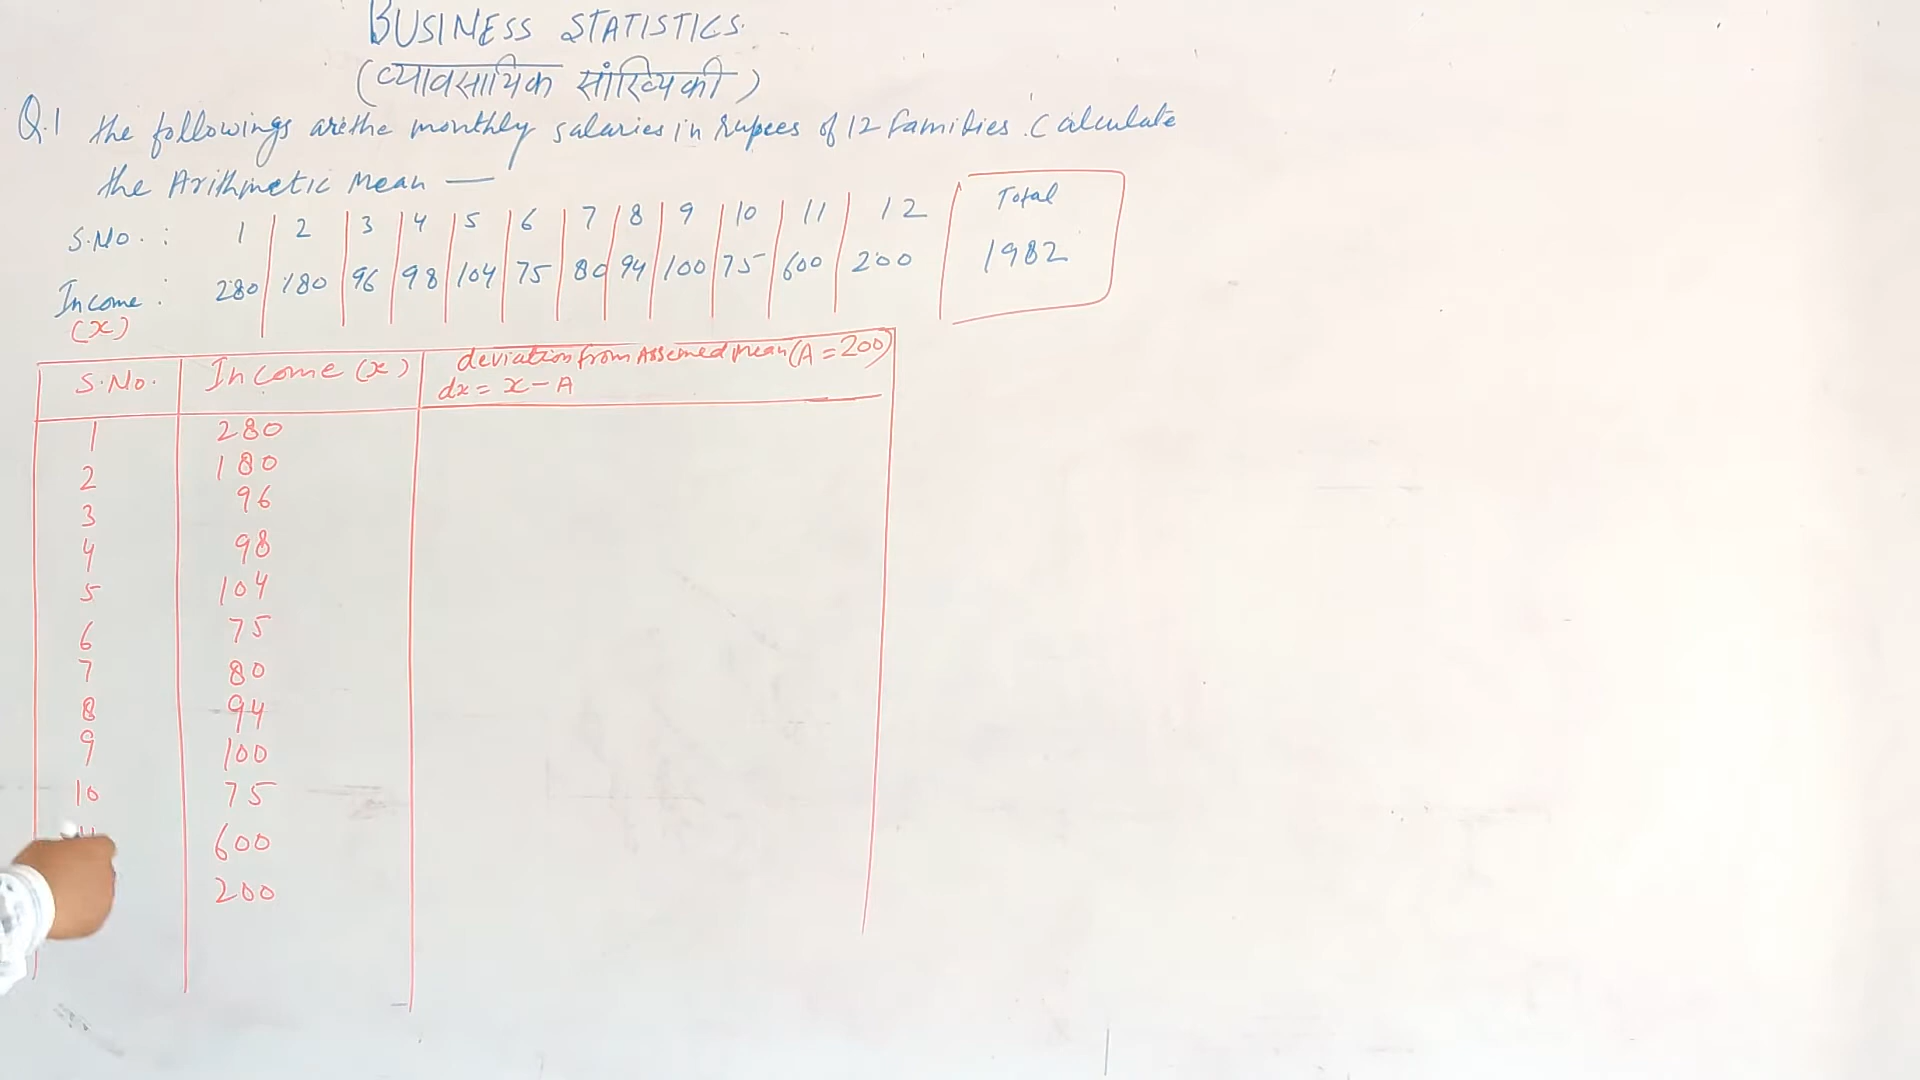 BUSINESS STATISTICS.
(व्यावसायिक सांख्यिकी)
Q.1 the followings are the monthly salaries in rupees of 12 families. Calculate
the Arithmetic Mean —
S.No. : 1 2 3 4 5 6 7 8 9 10 11 12 Total
Income : 280 180 96 98 104 75 80 94 100 75 600 200 1982
(x)
S.No. Income (x) deviation from Assemed mean (A = 200)
dx = x - A
1 280
2 180
3 96
4 98
5 104
6 75
7 80
8 94
9 100
10 75
600
200